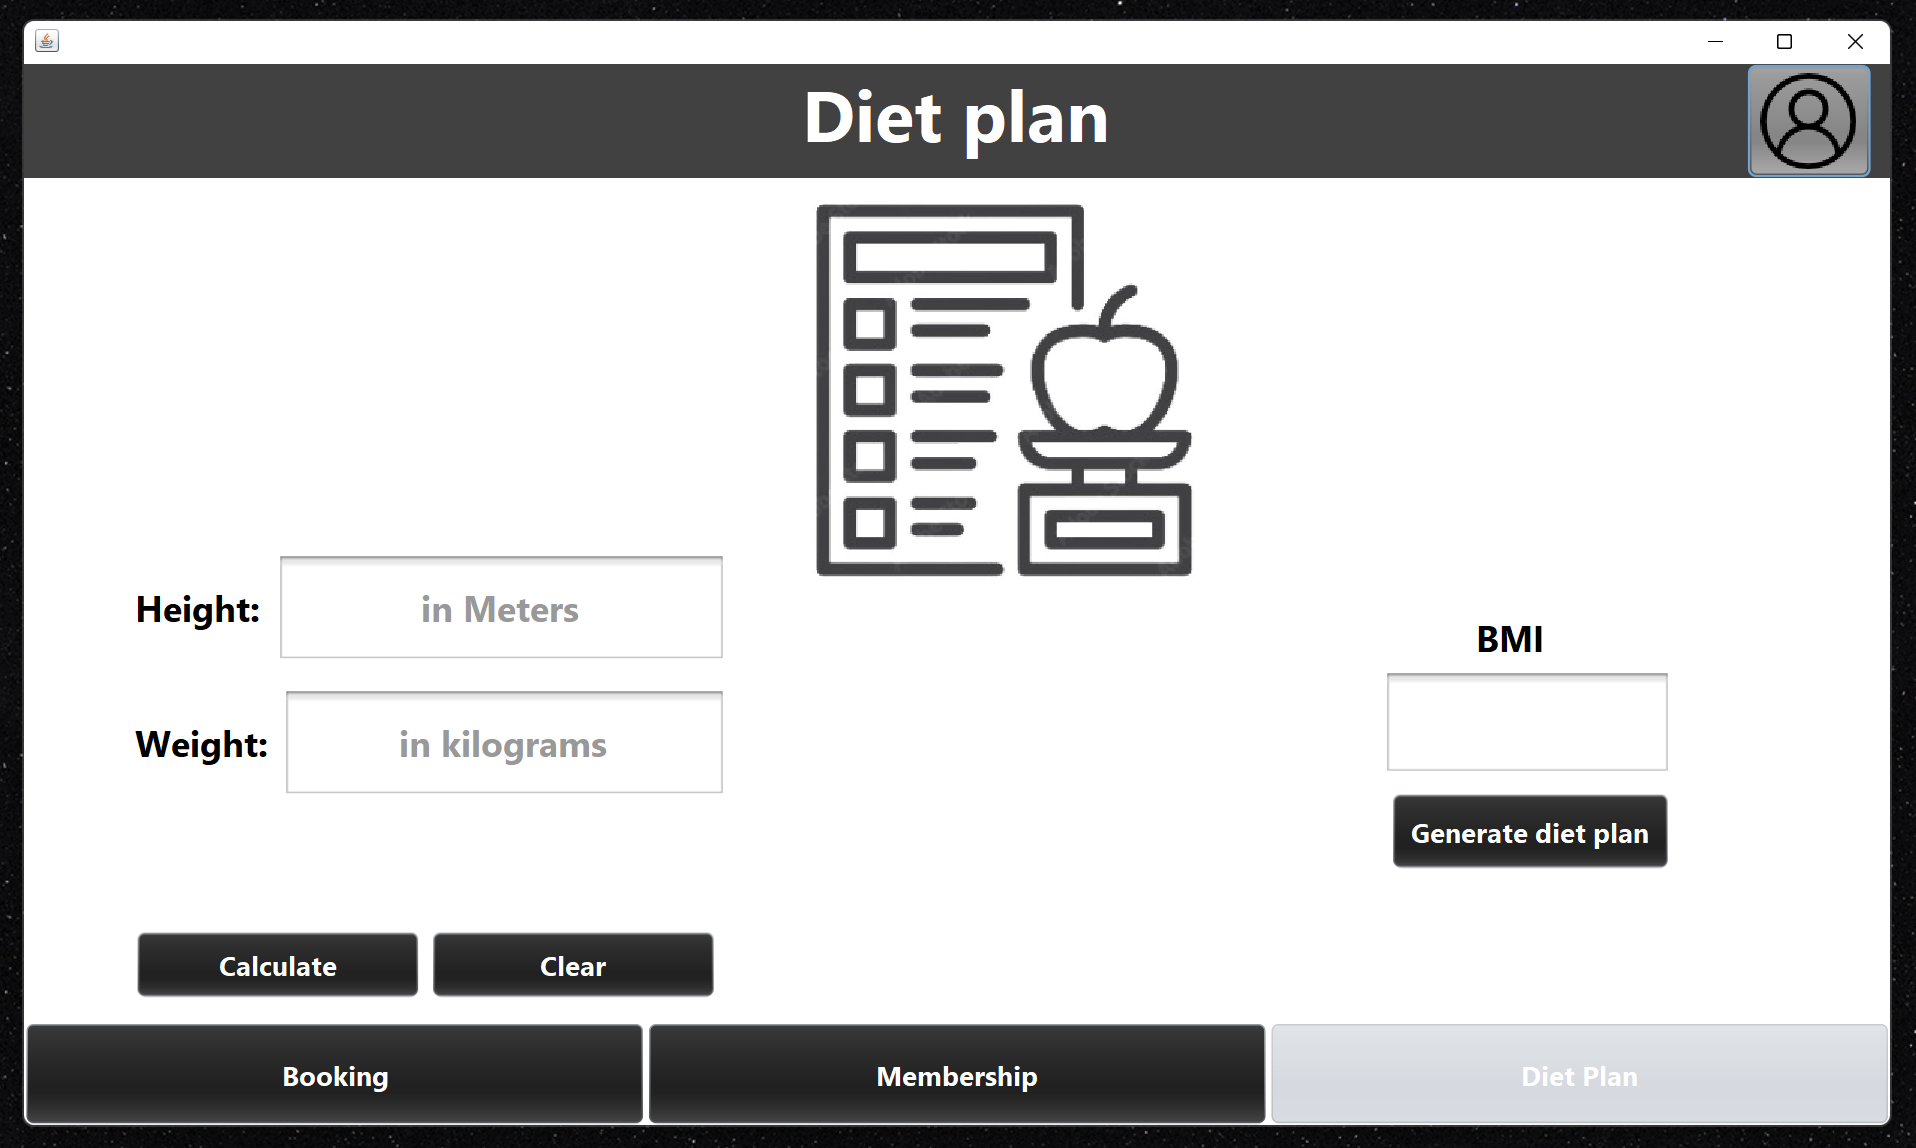 Diet plan
Height:
in Meters
Weight:
in kilograms
BMI
Generate diet plan
Calculate
Clear
Booking
Membership
Diet Plan